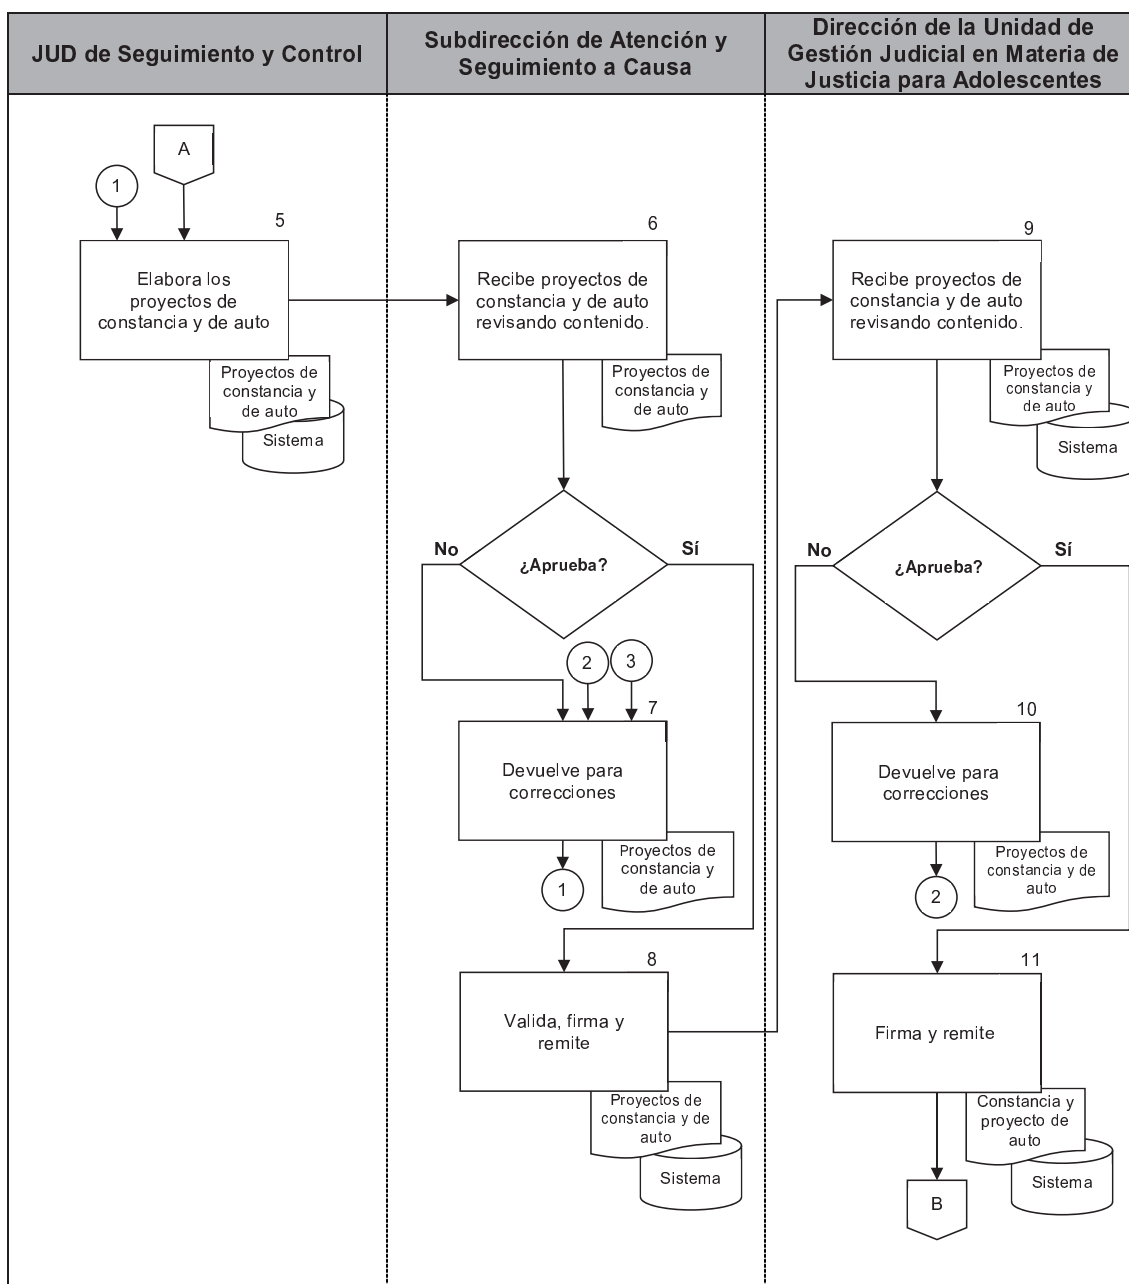 JUD de Seguimiento y Control
Subdirección de Atención y
Seguimiento a Causa
Dirección de la Unidad de
Gestión Judicial en Materia de
Justicia para Adolescentes
A
1
5
Elabora los
proyectos de
constancia y de auto
Proyectos de
constancia y
de auto
Sistema
6
Recibe proyectos de
constancia y de auto
revisando contenido.
Proyectos de
constancia y
de auto
No
¿Aprueba?
Sí
2
3
7
Devuelve para
correcciones
Proyectos de
constancia y
de auto
1
8
Valida, firma y
remite
Proyectos de
constancia y de
auto
Sistema
9
Recibe proyectos de
constancia y de auto
revisando contenido.
Proyectos de
constancia y
de auto
Sistema
No
¿Aprueba?
Sí
10
Devuelve para
correcciones
Proyectos de
constancia y de
auto
2
11
Firma y remite
Constancia y
proyecto de
auto
Sistema
B